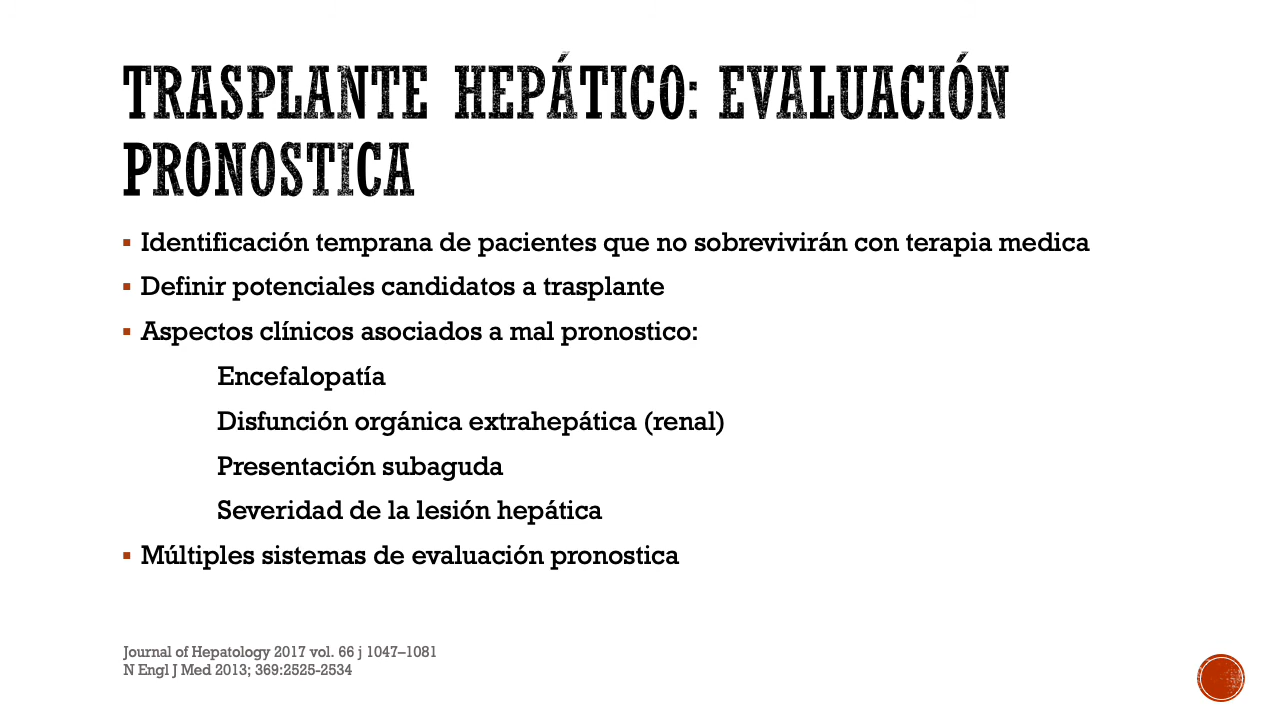 TRASPLANTE HEPÁTICO: EVALUACIÓN
PRONOSTICA
▪ Identificación temprana de pacientes que no sobrevivirán con terapia medica
▪ Definir potenciales candidatos a trasplante
▪ Aspectos clínicos asociados a mal pronostico:
Encefalopatía
Disfunción orgánica extrahepática (renal)
Presentación subaguda
Severidad de la lesión hepática
▪ Múltiples sistemas de evaluación pronostica
Journal of Hepatology 2017 vol. 66 j 1047–1081
N Engl J Med 2013; 369:2525-2534